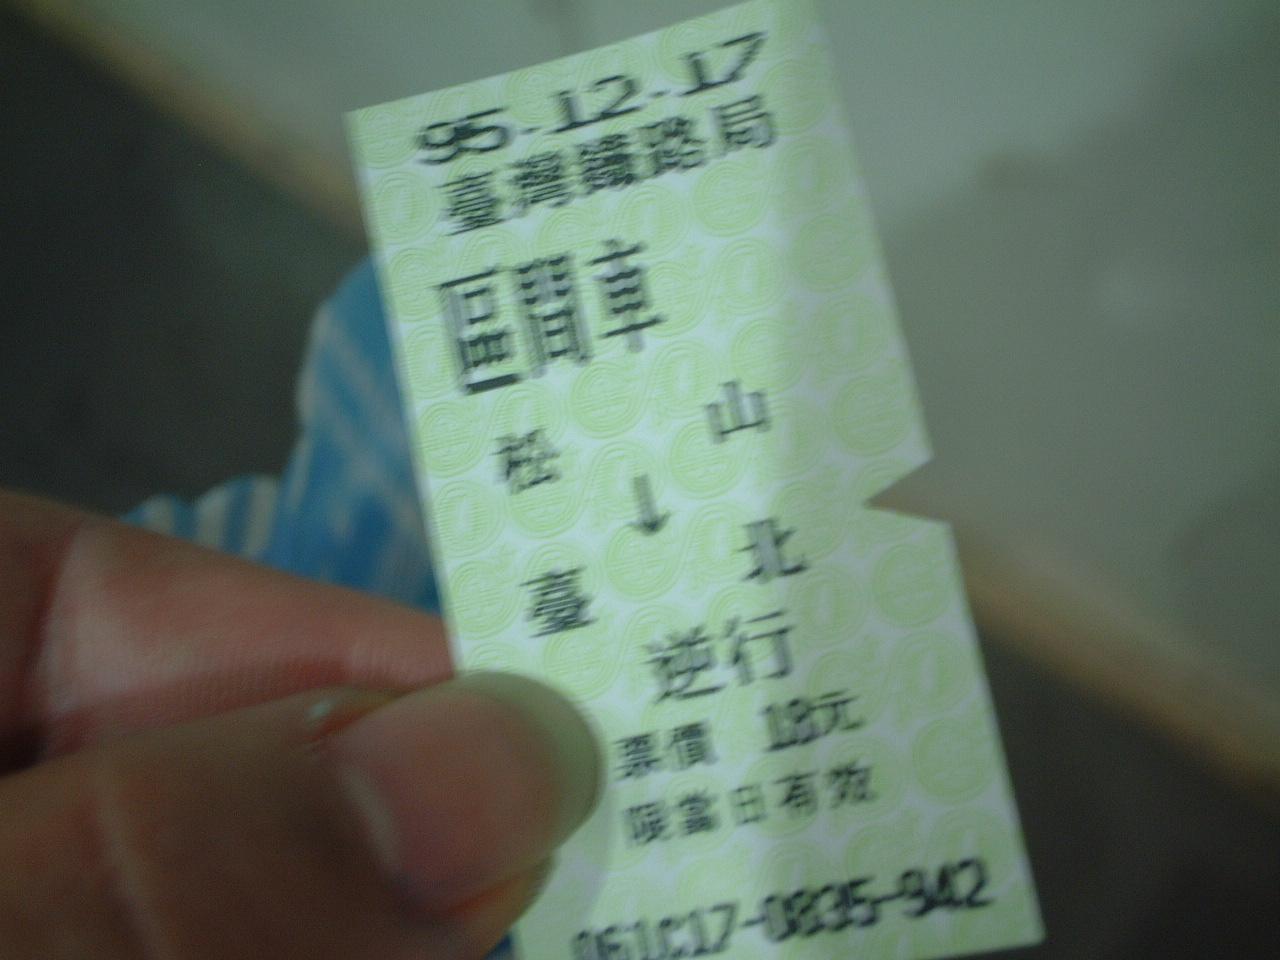 95.12.17
臺灣鐵路局
區間車
松 山
↓
臺 北
逆行
票價 18元
限當日有效
061C17-0835-942